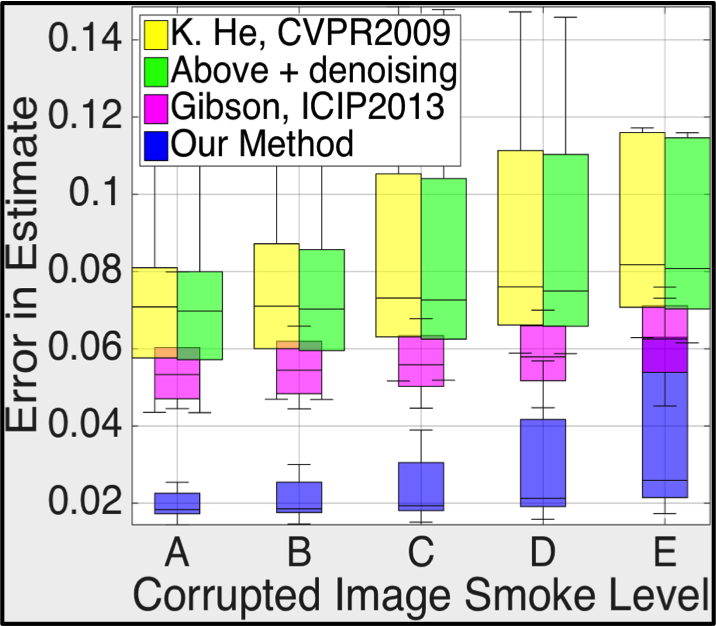 0.14
0.12
0.1
0.08
0.06
0.04
0.02
Error in Estimate
K. He, CVPR2009
Above + denoising
Gibson, ICIP2013
Our Method
A B C D E
Corrupted Image Smoke Level